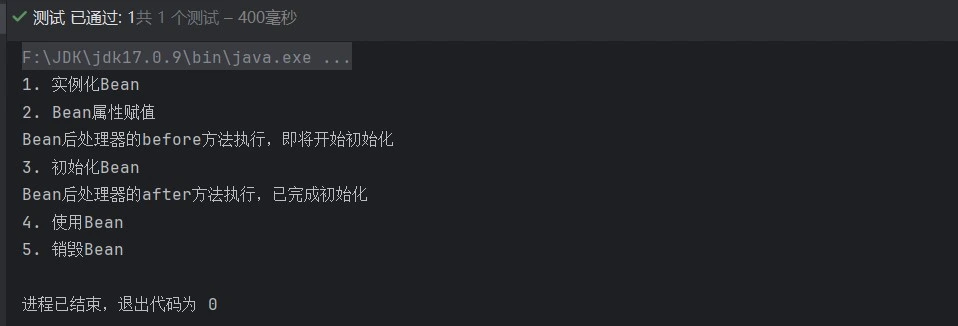 测试 已通过: 1共 1 个测试 – 400毫秒
F:\JDK\jdk17.0.9\bin\java.exe ...
1. 实例化Bean
2. Bean属性赋值
Bean后处理器的before方法执行，即将开始初始化
3. 初始化Bean
Bean后处理器的after方法执行，已完成初始化
4. 使用Bean
5. 销毁Bean
进程已结束，退出代码为 0